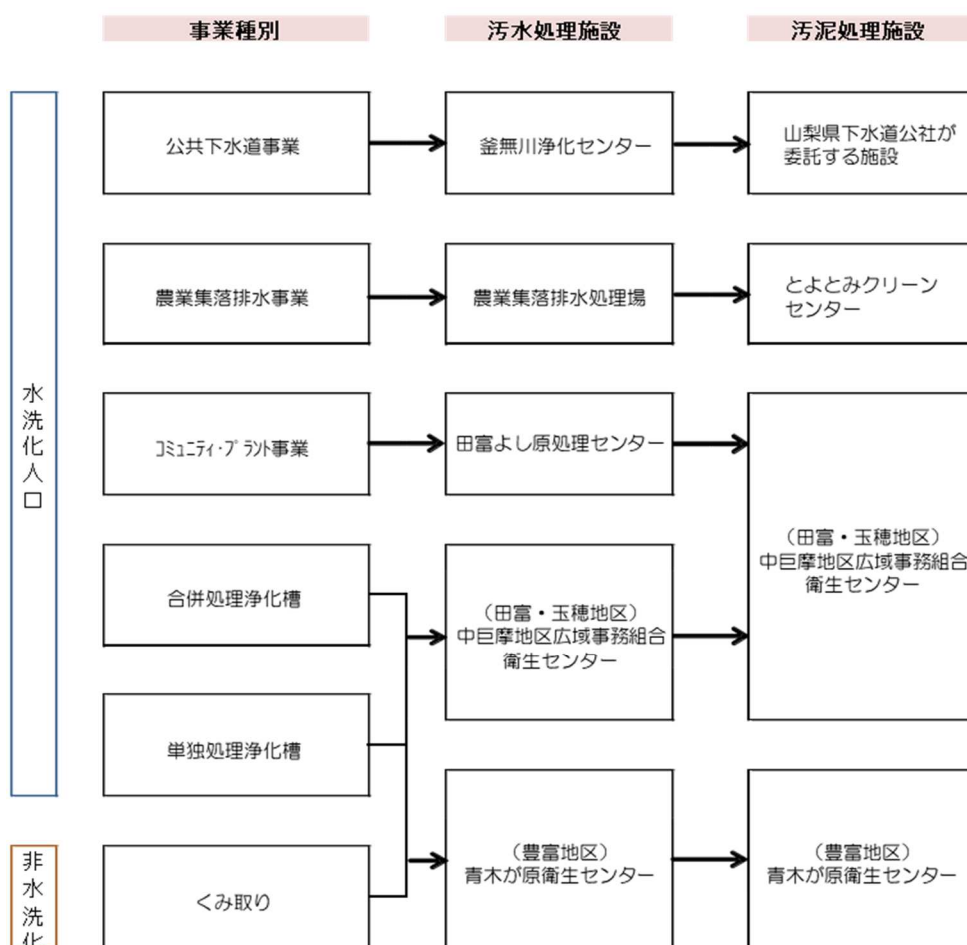 事業種別
汚水処理施設
汚泥処理施設
水洗化人口
公共下水道事業
釜無川浄化センター
山梨県下水道公社が
委託する施設
農業集落排水事業
農業集落排水処理場
とよとみクリーン
センター
ｺﾐｭﾆﾃｨ・ﾌﾟﾗﾝﾄ事業
田富よし原処理センター
(田富・玉穂地区)
中巨摩地区広域事務組合
衛生センター
合併処理浄化槽
(田富・玉穂地区)
中巨摩地区広域事務組合
衛生センター
単独処理浄化槽
非水洗化
くみ取り
(豊富地区)
青木が原衛生センター
(豊富地区)
青木が原衛生センター